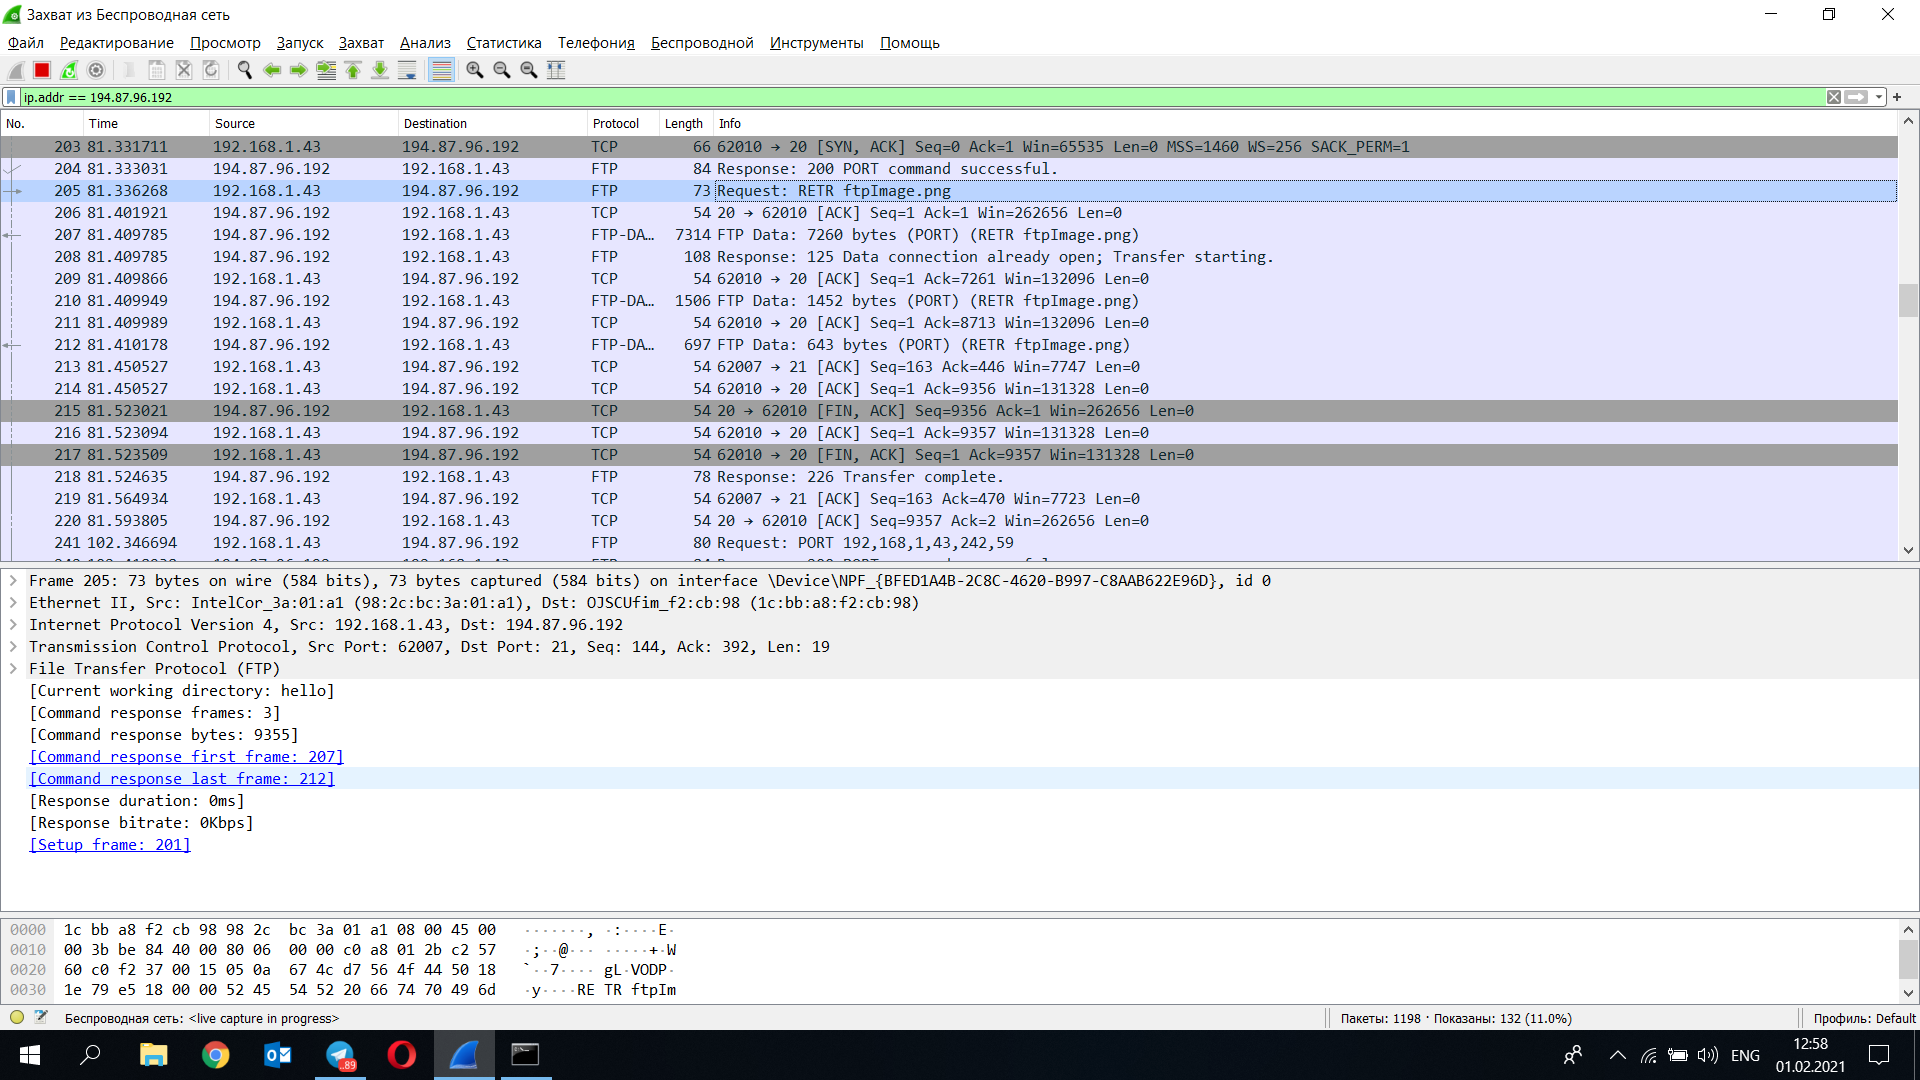 Захват из Беспроводная сеть
Файл Редактирование Просмотр Запуск Захват Анализ Статистика Телефония Беспроводной Инструменты Помощь
ip.addr == 194.87.96.192
No. Time Source Destination Protocol Length Info
203 81.331711 192.168.1.43 194.87.96.192 TCP 66 62010 → 20 [SYN, ACK] Seq=0 Ack=1 Win=65535 Len=0 MSS=1460 WS=256 SACK_PERM=1
204 81.333031 194.87.96.192 192.168.1.43 FTP 84 Response: 200 PORT command successful.
205 81.336268 192.168.1.43 194.87.96.192 FTP 73 Request: RETR ftpImage.png
206 81.401921 194.87.96.192 192.168.1.43 TCP 54 20 → 62010 [ACK] Seq=1 Ack=1 Win=262656 Len=0
207 81.409785 194.87.96.192 192.168.1.43 FTP-DA… 7314 FTP Data: 7260 bytes (PORT) (RETR ftpImage.png)
208 81.409785 194.87.96.192 192.168.1.43 FTP 108 Response: 125 Data connection already open; Transfer starting.
209 81.409866 192.168.1.43 194.87.96.192 TCP 54 62010 → 20 [ACK] Seq=1 Ack=7261 Win=132096 Len=0
210 81.409949 194.87.96.192 192.168.1.43 FTP-DA… 1506 FTP Data: 1452 bytes (PORT) (RETR ftpImage.png)
211 81.409989 192.168.1.43 194.87.96.192 TCP 54 62010 → 20 [ACK] Seq=1 Ack=8713 Win=132096 Len=0
212 81.410178 194.87.96.192 192.168.1.43 FTP-DA… 697 FTP Data: 643 bytes (PORT) (RETR ftpImage.png)
213 81.450527 192.168.1.43 194.87.96.192 TCP 54 62007 → 21 [ACK] Seq=163 Ack=446 Win=7747 Len=0
214 81.450527 192.168.1.43 194.87.96.192 TCP 54 62010 → 20 [ACK] Seq=1 Ack=9356 Win=131328 Len=0
215 81.523021 194.87.96.192 192.168.1.43 TCP 54 20 → 62010 [FIN, ACK] Seq=9356 Ack=1 Win=262656 Len=0
216 81.523094 192.168.1.43 194.87.96.192 TCP 54 62010 → 20 [ACK] Seq=1 Ack=9357 Win=131328 Len=0
217 81.523509 192.168.1.43 194.87.96.192 TCP 54 62010 → 20 [FIN, ACK] Seq=1 Ack=9357 Win=131328 Len=0
218 81.524635 194.87.96.192 192.168.1.43 FTP 78 Response: 226 Transfer complete.
219 81.564934 192.168.1.43 194.87.96.192 TCP 54 62007 → 21 [ACK] Seq=163 Ack=470 Win=7723 Len=0
220 81.593805 194.87.96.192 192.168.1.43 TCP 54 20 → 62010 [ACK] Seq=9357 Ack=2 Win=262656 Len=0
241 102.346694 192.168.1.43 194.87.96.192 FTP 80 Request: PORT 192,168,1,43,242,59
Frame 205: 73 bytes on wire (584 bits), 73 bytes captured (584 bits) on interface \Device\NPF_{BFED1A4B-2C8C-4620-B997-C8AAB622E96D}, id 0
Ethernet II, Src: IntelCor_3a:01:a1 (98:2c:bc:3a:01:a1), Dst: OJSCUfim_f2:cb:98 (1c:bb:a8:f2:cb:98)
Internet Protocol Version 4, Src: 192.168.1.43, Dst: 194.87.96.192
Transmission Control Protocol, Src Port: 62007, Dst Port: 21, Seq: 144, Ack: 392, Len: 19
File Transfer Protocol (FTP)
[Current working directory: hello]
[Command response frames: 3]
[Command response bytes: 9355]
[Command response first frame: 207]
[Command response last frame: 212]
[Response duration: 0ms]
[Response bitrate: 0Kbps]
[Setup frame: 201]
0000 1c bb a8 f2 cb 98 98 2c bc 3a 01 a1 08 00 45 00 ·······, ·:····E·
0010 00 3b be 84 40 00 80 06 00 00 c0 a8 01 2b c2 57 ·;··@··· ·····+·W
0020 60 c0 f2 37 00 15 05 0a 67 4c d7 56 4f 44 50 18 `··7···· gL·VODP·
0030 1e 79 e5 18 00 00 52 45 54 52 20 66 74 70 49 6d ·y····RE TR ftpIm
Беспроводная сеть: <live capture in progress>
Пакеты: 1198 · Показаны: 132 (11.0%)
Профиль: Default
..89
ENG
12:58
01.02.2021